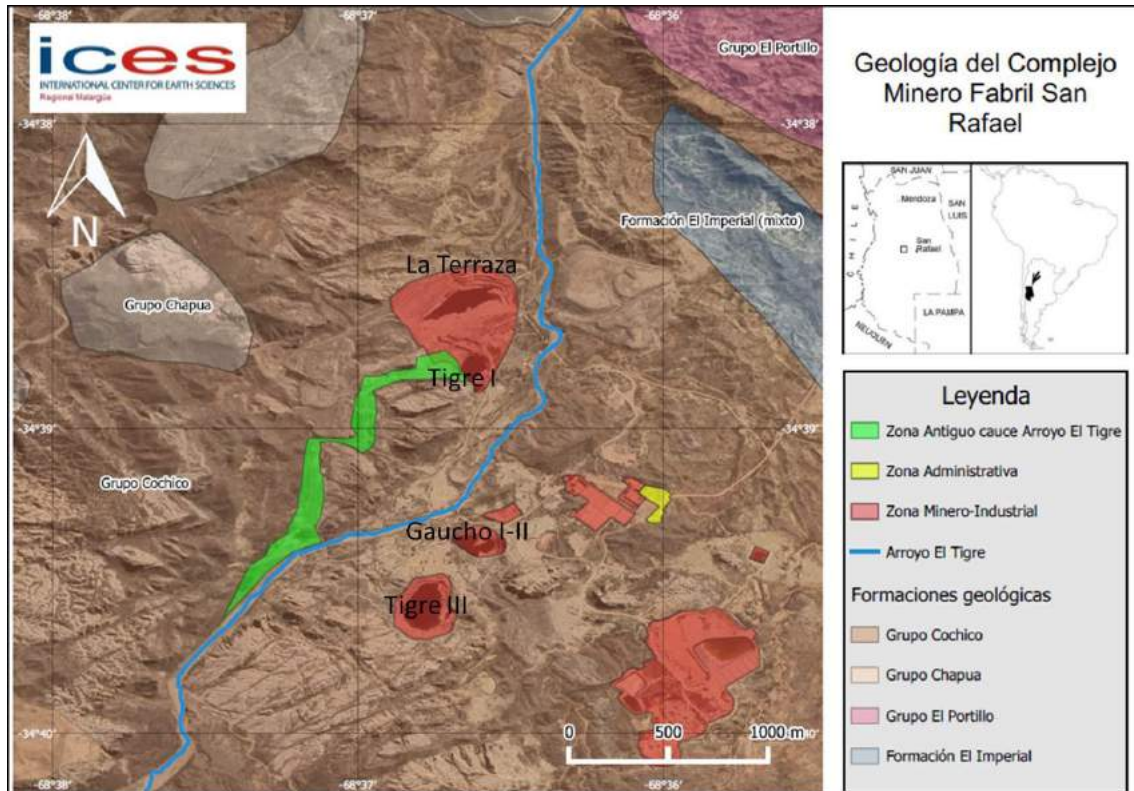 -68°38'
-68°37'
-68°36'
ices
INTERNATIONAL CENTER FOR EARTH SCIENCES
Regional Malargüe
Grupo El Portillo
-34°38'
-34°38'
N
Formación El Imperial (mixto)
La Terraza
Grupo Chapua
Tigre I
-34°39'
-34°39'
Grupo Cochico
Gaucho I-II
Tigre III
0 500 1000 m
-34°40'
-68°38'
-68°37'
-68°36'
Geología del Complejo
Minero Fabril San
Rafael
SAN JUAN
Mendoza
SAN
LUIS
CHILE
San
Rafael
LA PAMPA
NEUQUEN
Leyenda
Zona Antiguo cauce Arroyo El Tigre
Zona Administrativa
Zona Minero-Industrial
Arroyo El Tigre
Formaciones geológicas
Grupo Cochico
Grupo Chapua
Grupo El Portillo
Formación El Imperial